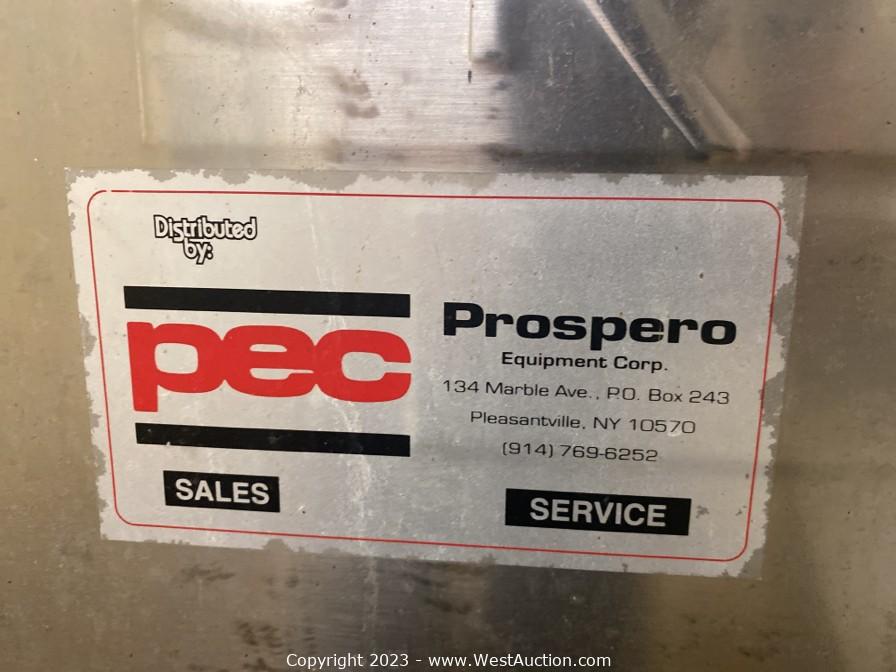 Distributed
by:
pec
Prospero
Equipment Corp.
134 Marble Ave., P.O. Box 243
Pleasantville, NY 10570
(914) 769-6252
SALES
SERVICE
Copyright 2023 - www.WestAuction.com